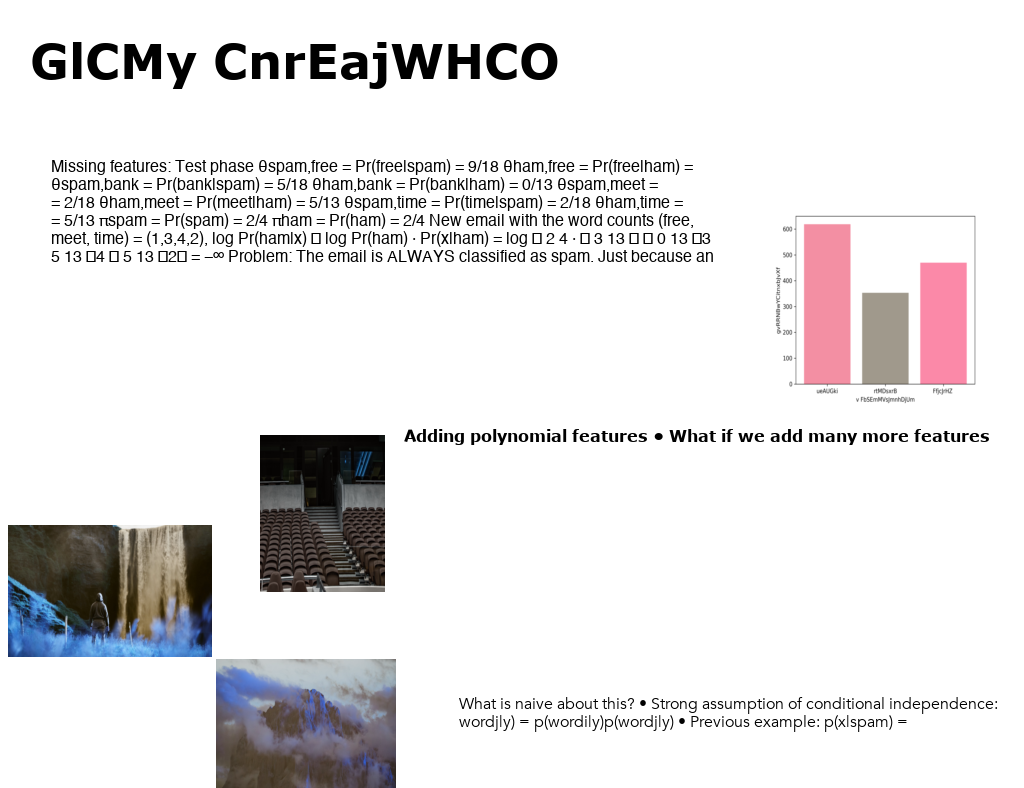 GlCMy CnrEajWHCO
Missing features: Test phase θspam,free = Pr(free|spam) = 9/18 θham,free = Pr(free|ham) =
θspam,bank = Pr(bank|spam) = 5/18 θham,bank = Pr(bank|ham) = 0/13 θspam,meet =
= 2/18 θham,meet = Pr(meet|ham) = 5/13 θspam,time = Pr(time|spam) = 2/18 θham,time =
= 5/13 πspam = Pr(spam) = 2/4 πham = Pr(ham) = 2/4 New email with the word counts (free,
meet, time) = (1,3,4,2), log Pr(ham|x) □ log Pr(ham) · Pr(x|ham) = log □ 2 4 · □ 3 13 □ □ 0 13 □3
5 13 □4 □ 5 13 □2□ = –∞ Problem: The email is ALWAYS classified as spam. Just because an
600
500
400
300
200
100
0
ueAUGki rtMDsxrB FfJcJrHZ
Adding polynomial features • What if we add many more features
What is naive about this? • Strong assumption of conditional independence:
wordj|y) = p(wordi|y)p(wordj|y) • Previous example: p(x|spam) =